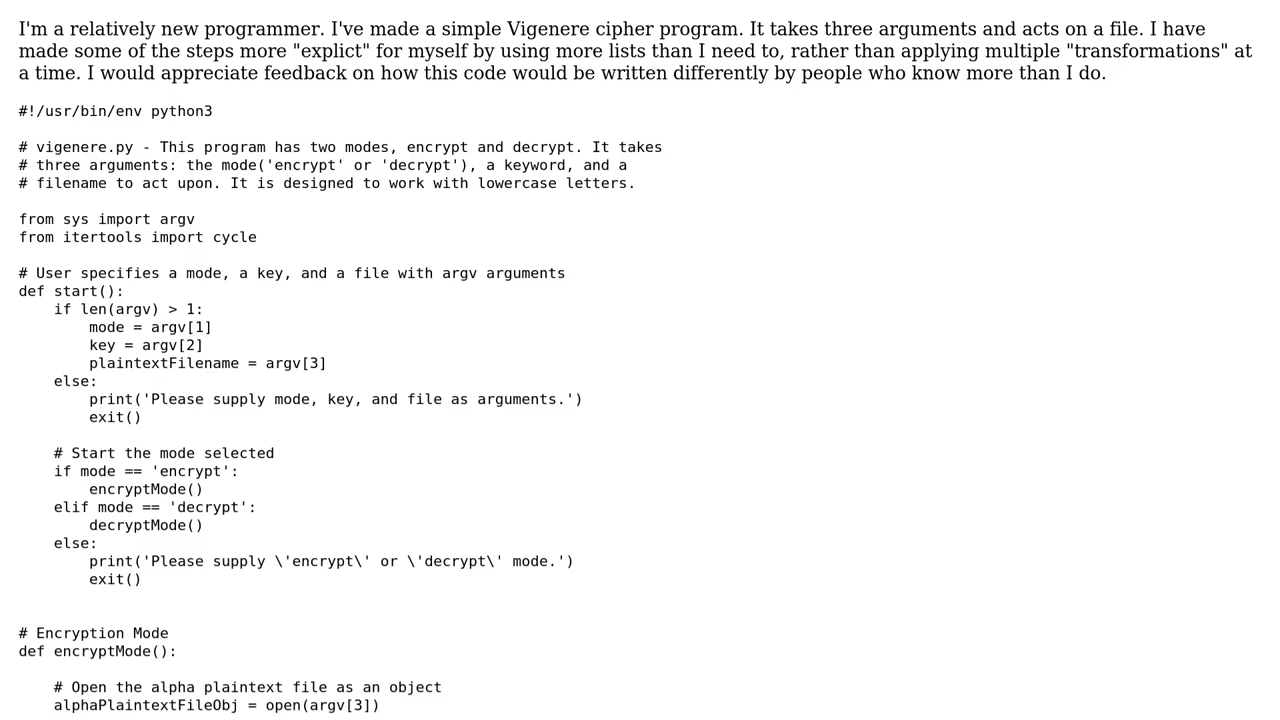 I'm a relatively new programmer. I've made a simple Vigenere cipher program. It takes three arguments and acts on a file. I have
made some of the steps more "explict" for myself by using more lists than I need to, rather than applying multiple "transformations" at
a time. I would appreciate feedback on how this code would be written differently by people who know more than I do.
#!/usr/bin/env python3
# vigenere.py - This program has two modes, encrypt and decrypt. It takes
# three arguments: the mode('encrypt' or 'decrypt'), a keyword, and a
# filename to act upon. It is designed to work with lowercase letters.
from sys import argv
from itertools import cycle
# User specifies a mode, a key, and a file with argv arguments
def start():
    if len(argv) > 1:
        mode = argv[1]
        key = argv[2]
        plaintextFilename = argv[3]
    else:
        print('Please supply mode, key, and file as arguments.')
        exit()
    # Start the mode selected
    if mode == 'encrypt':
        encryptMode()
    elif mode == 'decrypt':
        decryptMode()
    else:
        print('Please supply \'encrypt\' or \'decrypt\' mode.')
        exit()
# Encryption Mode
def encryptMode():
    # Open the alpha plaintext file as an object
    alphaPlaintextFileObj = open(argv[3])